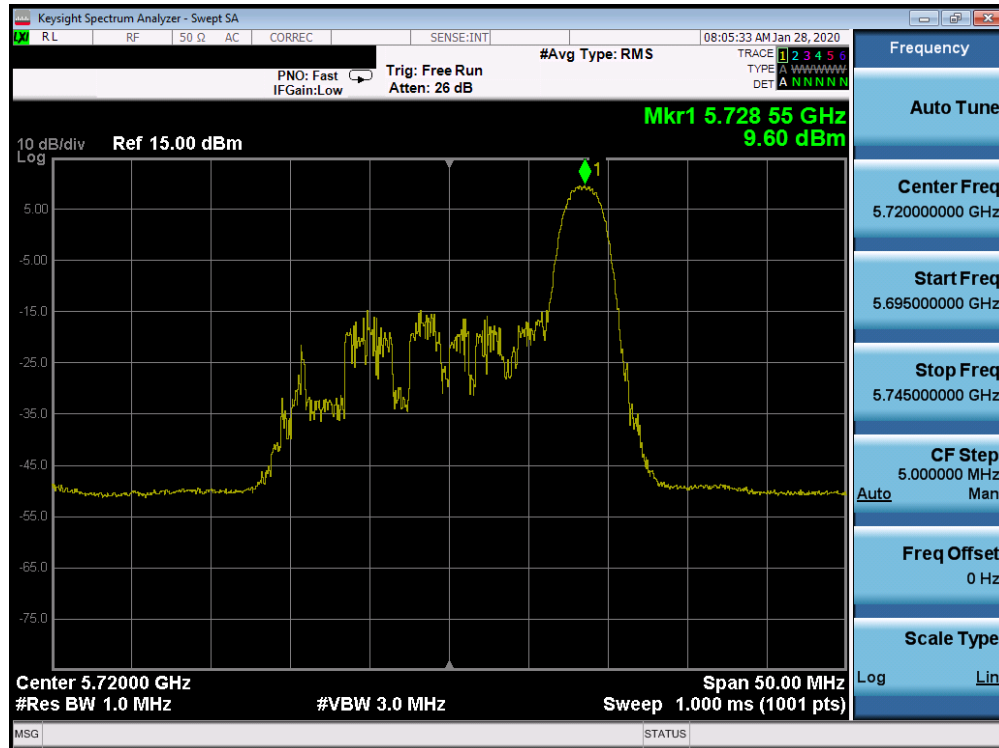 Keysight Spectrum Analyzer - Swept SA
LXI RL RF 50 Ω AC CORREC SENSE:INT 08:05:33 AM Jan 28, 2020
#Avg Type: RMS TRACE 1 2 3 4 5 6
PNO: Fast Trig: Free Run TYPE A WWWWW
IFGain:Low Atten: 26 dB DET A N N N N N
Mkr1 5.728 55 GHz
9.60 dBm
10 dB/div Ref 15.00 dBm
Log
1
5.00
-5.00
-15.0
-25.0
-35.0
-45.0
-55.0
-65.0
-75.0
Center 5.72000 GHz Span 50.00 MHz
#Res BW 1.0 MHz #VBW 3.0 MHz Sweep 1.000 ms (1001 pts)
MSG STATUS
Frequency
Auto Tune
Center Freq
5.720000000 GHz
Start Freq
5.695000000 GHz
Stop Freq
5.745000000 GHz
CF Step
5.000000 MHz
Auto Man
Freq Offset
0 Hz
Scale Type
Log Lin